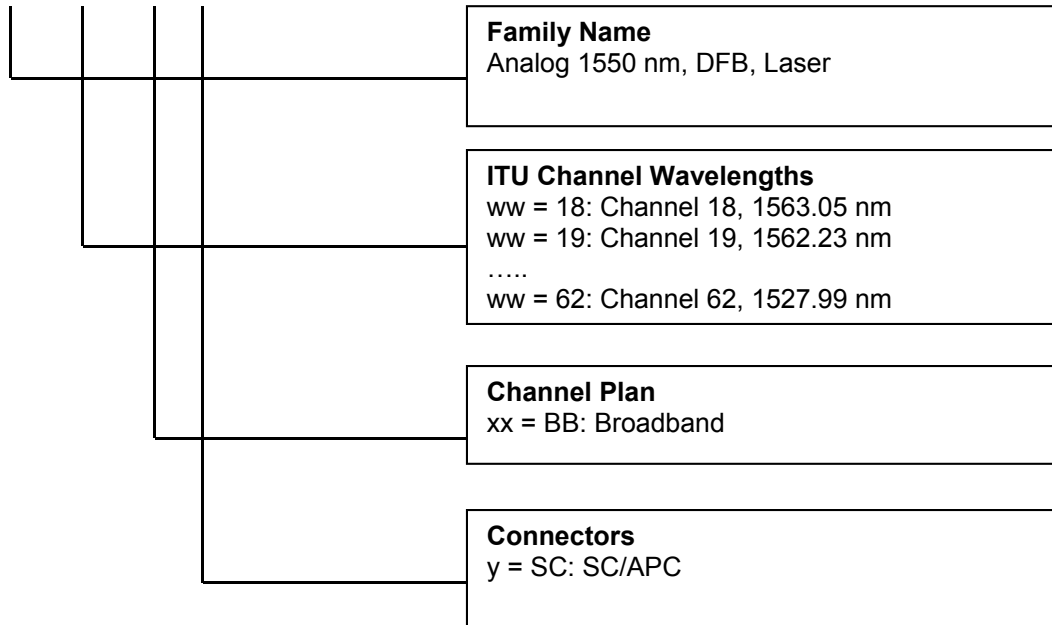 Family Name
Analog 1550 nm, DFB, Laser
ITU Channel Wavelengths
ww = 18: Channel 18, 1563.05 nm
ww = 19: Channel 19, 1562.23 nm
…..
ww = 62: Channel 62, 1527.99 nm
Channel Plan
xx = BB: Broadband
Connectors
y = SC: SC/APC